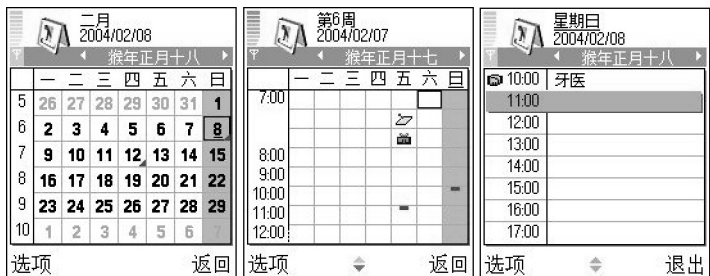 二月
2004/02/08
猴年正月十八
一 二 三 四 五 六 日
5 26 27 28 29 30 31 1
6 2 3 4 5 6 7 8
7 9 10 11 12 13 14 15
8 16 17 18 19 20 21 22
9 23 24 25 26 27 28 29
10 1 2 3 4 5 6 7
选项 返回
第6周
2004/02/07
猴年正月十七
一 二 三 四 五 六 日
7:00
8:00
9:00
10:00
11:00
12:00
选项 返回
星期日
2004/02/08
猴年正月十八
10:00 牙医
11:00
12:00
13:00
14:00
15:00
16:00
17:00
选项 退出